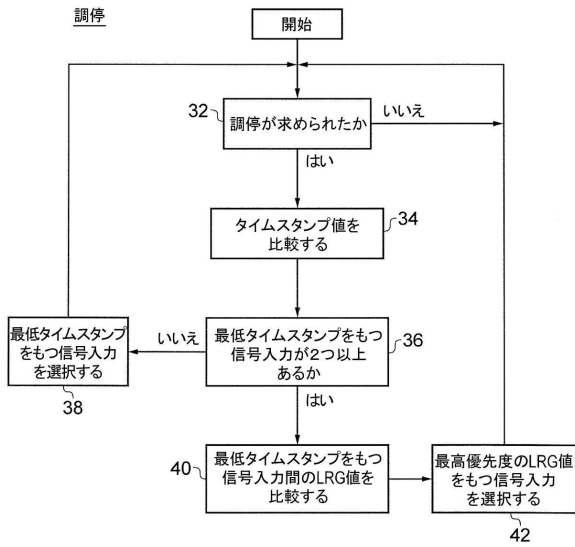 調停
開始
32
調停が求められたか
いいえ
はい
タイムスタンプ値を
比較する
34
最低タイムスタンプをもつ
信号入力が2つ以上
あるか
36
いいえ
最低タイムスタンプ
をもつ信号入力
を選択する
38
はい
40
最低タイムスタンプをもつ
信号入力間のLRG値を
比較する
最高優先度のLRG値
をもつ信号入力
を選択する
42